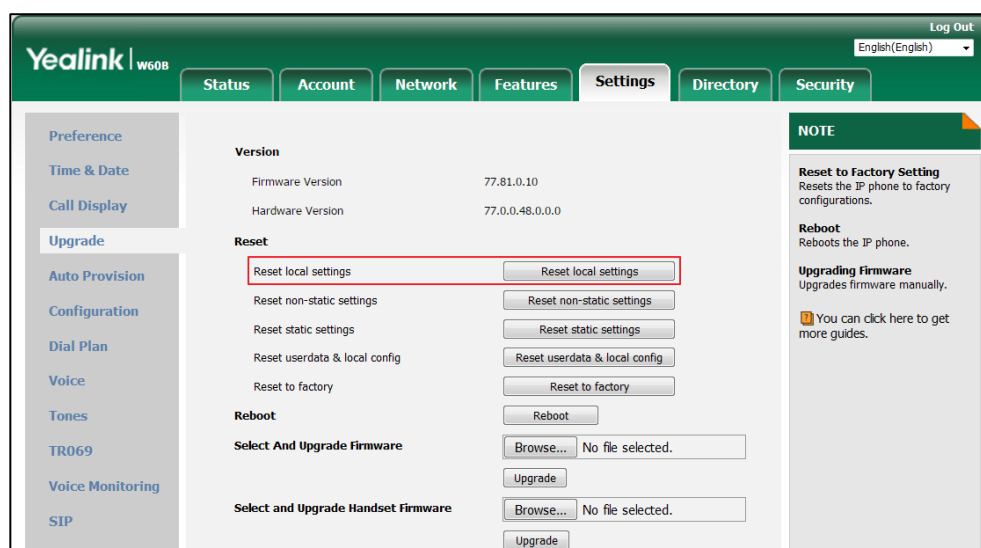 Log Out
Yealink | W60B
English(English)
Status Account Network Features Settings Directory Security
Preference
Time & Date
Call Display
Upgrade
Auto Provision
Configuration
Dial Plan
Voice
Tones
TR069
Voice Monitoring
SIP
Version
Firmware Version 77.81.0.10
Hardware Version 77.0.0.48.0.0.0
Reset
Reset local settings Reset local settings
Reset non-static settings Reset non-static settings
Reset static settings Reset static settings
Reset userdata & local config Reset userdata & local config
Reset to factory Reset to factory
Reboot Reboot
Select And Upgrade Firmware Browse... No file selected.
Upgrade
Select and Upgrade Handset Firmware Browse... No file selected.
Upgrade
NOTE
Reset to Factory Setting
Resets the IP phone to factory
configurations.
Reboot
Reboots the IP phone.
Upgrading Firmware
Upgrades firmware manually.
You can click here to get
more guides.